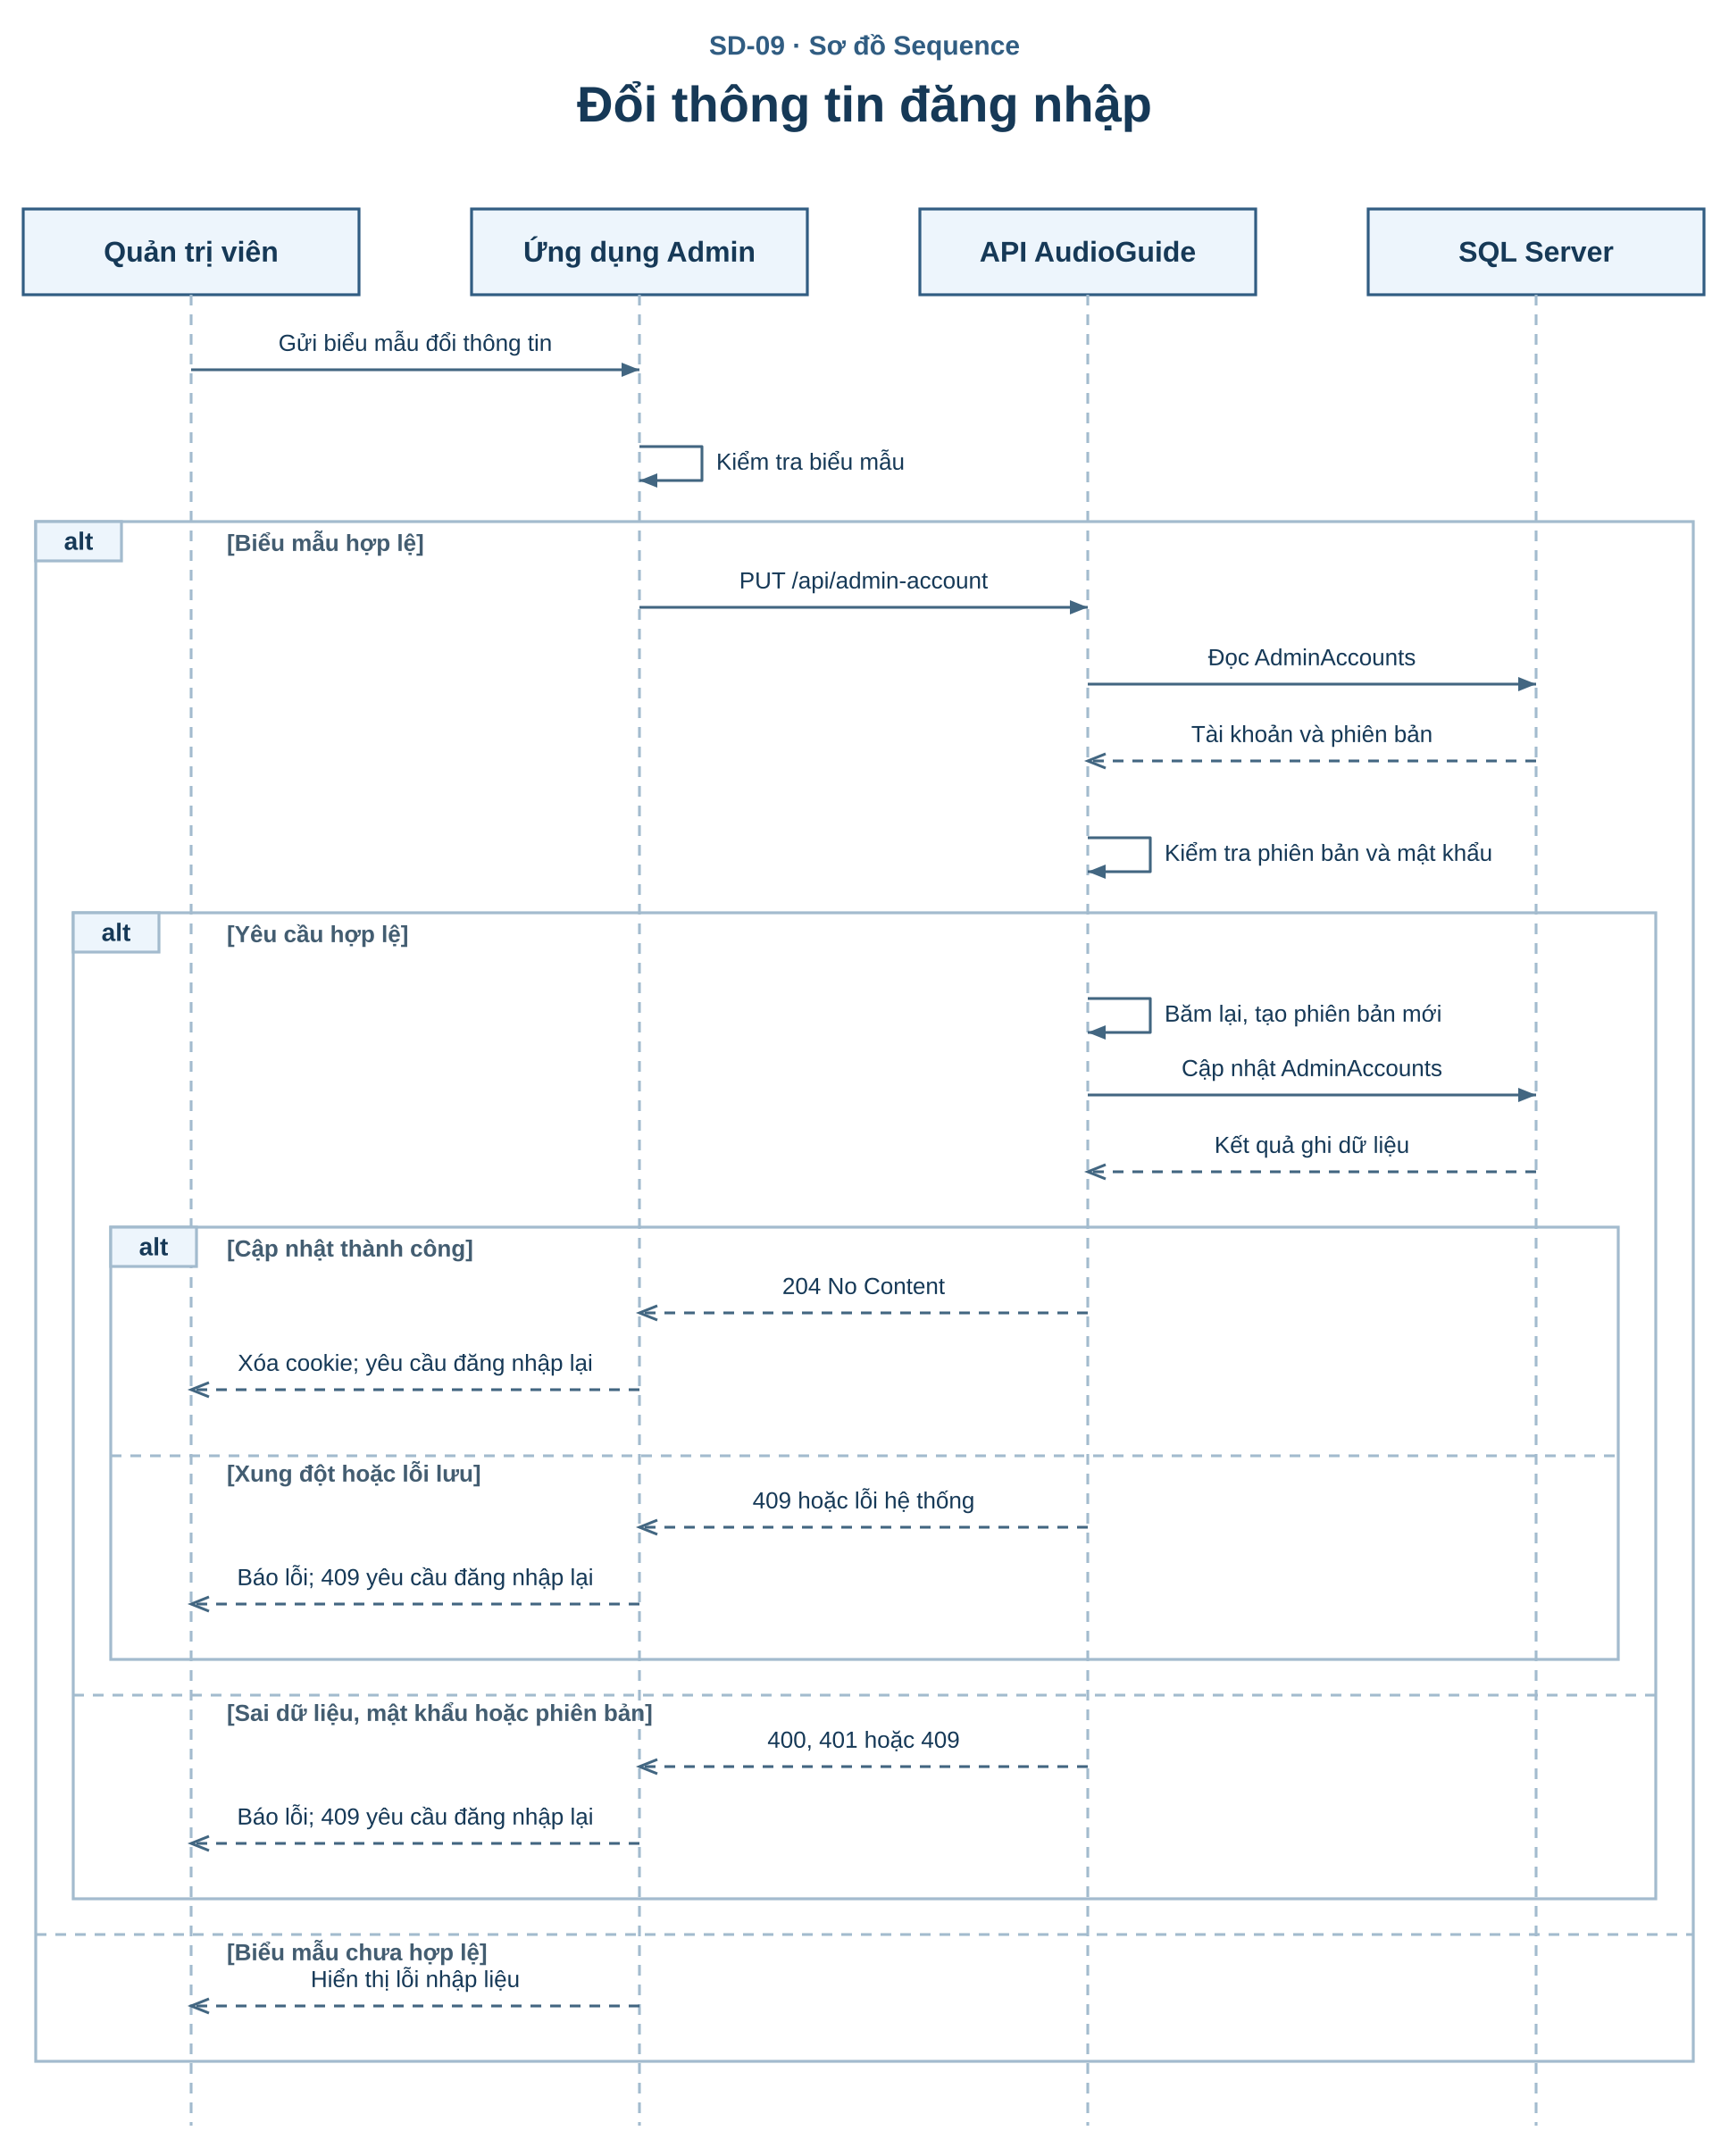 SD-09 · Sơ đồ Sequence
Đổi thông tin đăng nhập
Quản trị viên
Ứng dụng Admin
API AudioGuide
SQL Server
Gửi biểu mẫu đổi thông tin
Kiểm tra biểu mẫu
alt
[Biểu mẫu hợp lệ]
PUT /api/admin-account
Đọc AdminAccounts
Tài khoản và phiên bản
Kiểm tra phiên bản và mật khẩu
alt
[Yêu cầu hợp lệ]
Băm lại, tạo phiên bản mới
Cập nhật AdminAccounts
Kết quả ghi dữ liệu
alt
[Cập nhật thành công]
204 No Content
Xóa cookie; yêu cầu đăng nhập lại
[Xung đột hoặc lỗi lưu]
409 hoặc lỗi hệ thống
Báo lỗi; 409 yêu cầu đăng nhập lại
[Sai dữ liệu, mật khẩu hoặc phiên bản]
400, 401 hoặc 409
Báo lỗi; 409 yêu cầu đăng nhập lại
[Biểu mẫu chưa hợp lệ]
Hiển thị lỗi nhập liệu